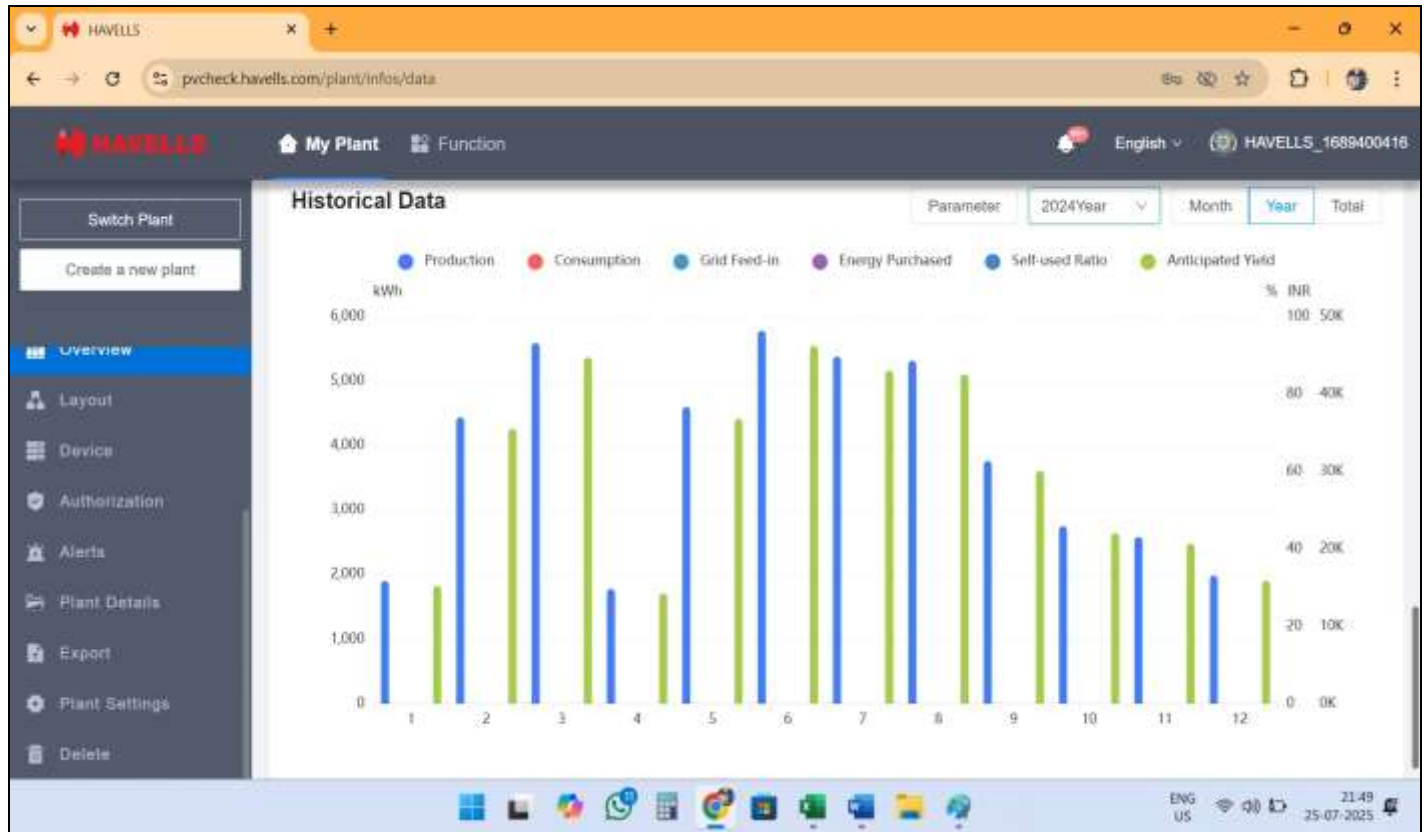 HAVELLS
pvcheck.havells.com/plant/infos/data
HAVELLS
My Plant
Function
English
HAVELLS_1689400416
Switch Plant
Create a new plant
Overview
Layout
Device
Authorization
Alerts
Plant Details
Export
Plant Settings
Delete
Historical Data
Parameter
2024Year
Month Year Total
Production Consumption Grid Feed-in Energy Purchased Self-used Ratio Anticipated Yield
kWh % INR
6,000 100 50K
5,000
80 40K
4,000
60 30K
3,000
40 20K
2,000
20 10K
1,000
0 0 0K
1 2 3 4 5 6 7 8 9 10 11 12
ENG
US
21:49
25-07-2025